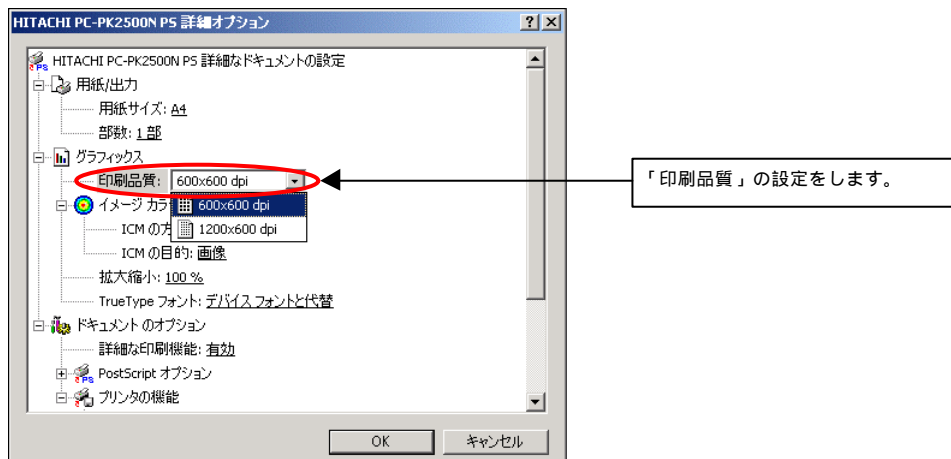 HITACHI PC-PK2500N PS 詳細オプション
HITACHI PC-PK2500N PS 詳細なドキュメントの設定
用紙/出力
用紙サイズ: A4
部数: 1 部
グラフィックス
印刷品質: 600x600 dpi
「印刷品質」の設定をします。
イメージ カラ
600x600 dpi
ICM の方
1200x600 dpi
ICM の目的: 画像
拡大縮小: 100 %
TrueType フォント: デバイス フォントと代替
ドキュメント のオプション
詳細な印刷機能: 有効
PostScript オプション
プリンタの機能
OK
キャンセル